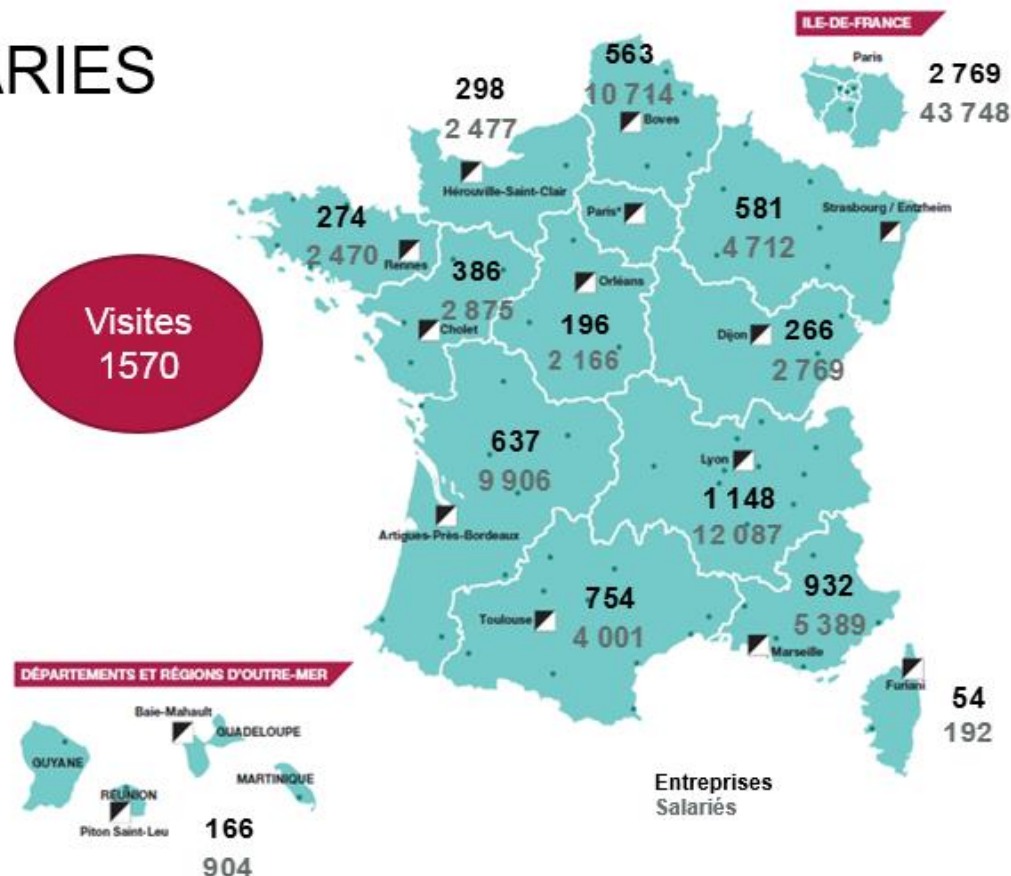 ARIES
ILE-DE-FRANCE
Paris
2 769
43 748
563
10 714
Boves
298
2 477
Hérouville-Saint-Clair
Paris*
581
4 712
Strasbourg / Entzheim
274
2 470
Rennes
386
2 875
Cholet
Orléans
196
2 166
Dijon
266
2 769
Visites
1570
637
9 906
Artigues-Près-Bordeaux
Lyon
1 148
12 087
Toulouse
754
4 001
932
5 389
Marseille
Furiani
54
192
DÉPARTEMENTS ET RÉGIONS D'OUTRE-MER
Baie-Mahault
GUADELOUPE
GUYANE
MARTINIQUE
RÉUNION
Piton Saint-Leu
166
904
Entreprises
Salariés